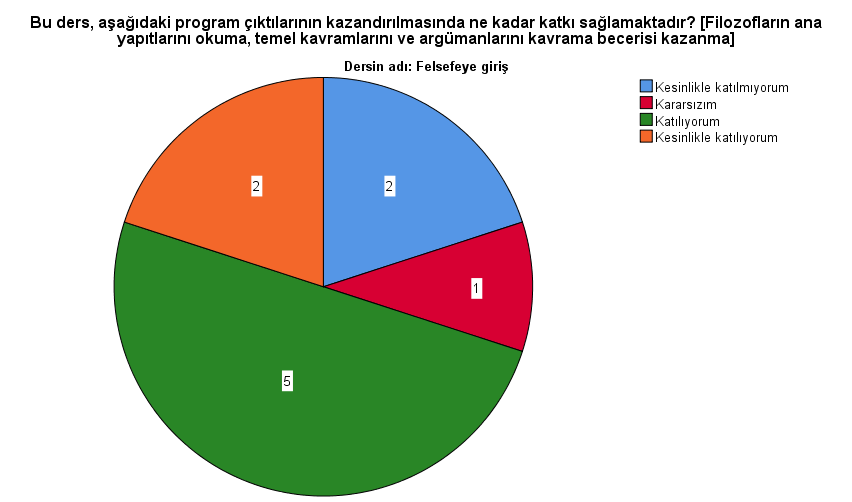 Bu ders, aşağıdaki program çıktılarının kazandırılmasında ne kadar katkı sağlamaktadır? [Filozofların ana
yapıtlarını okuma, temel kavramlarını ve argümanlarını kavrama becerisi kazanma]
Dersin adı: Felsefeye giriş
Kesinlikle katılmıyorum
Kararsızım
Katılıyorum
Kesinlikle katılıyorum
2
2
1
5